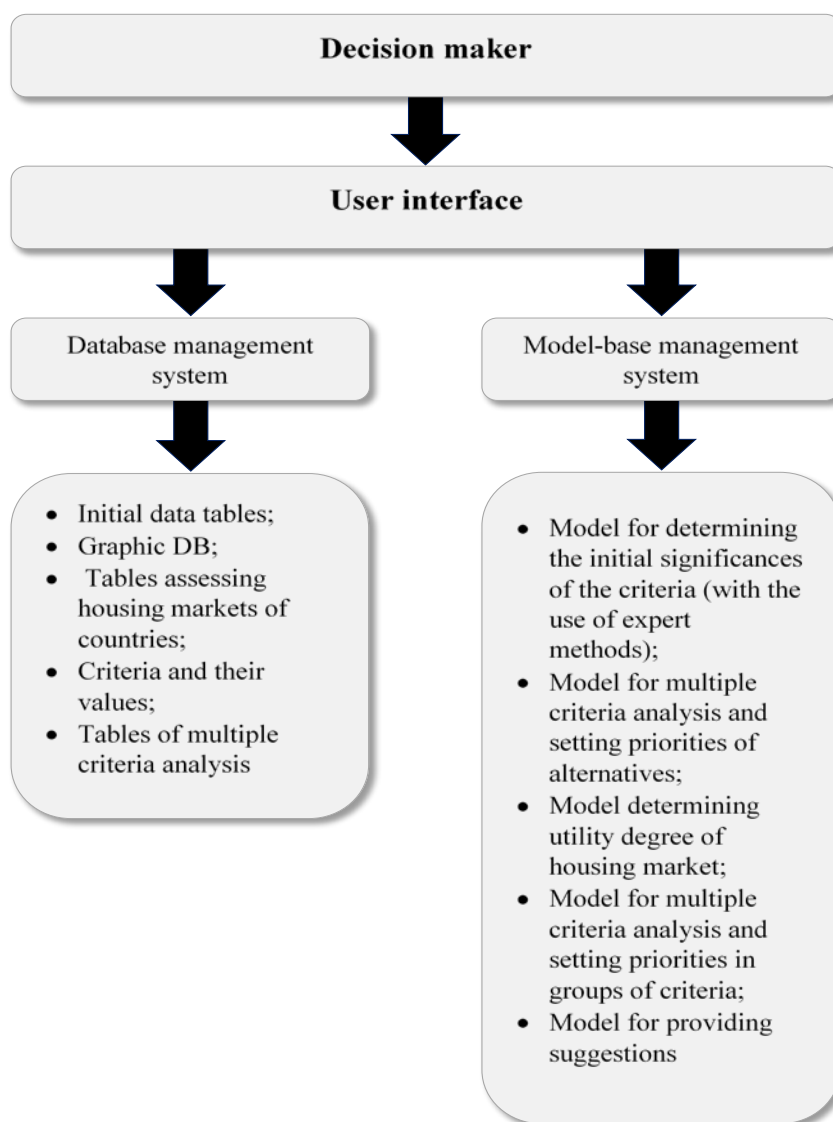 Decision maker
User interface
Database management
system
Model-base management
system
• Initial data tables;
• Graphic DB;
• Tables assessing
housing markets of
countries;
• Criteria and their
values;
• Tables of multiple
criteria analysis
• Model for determining
the initial significances
of the criteria (with the
use of expert
methods);
• Model for multiple
criteria analysis and
setting priorities of
alternatives;
• Model determining
utility degree of
housing market;
• Model for multiple
criteria analysis and
setting priorities in
groups of criteria;
• Model for providing
suggestions